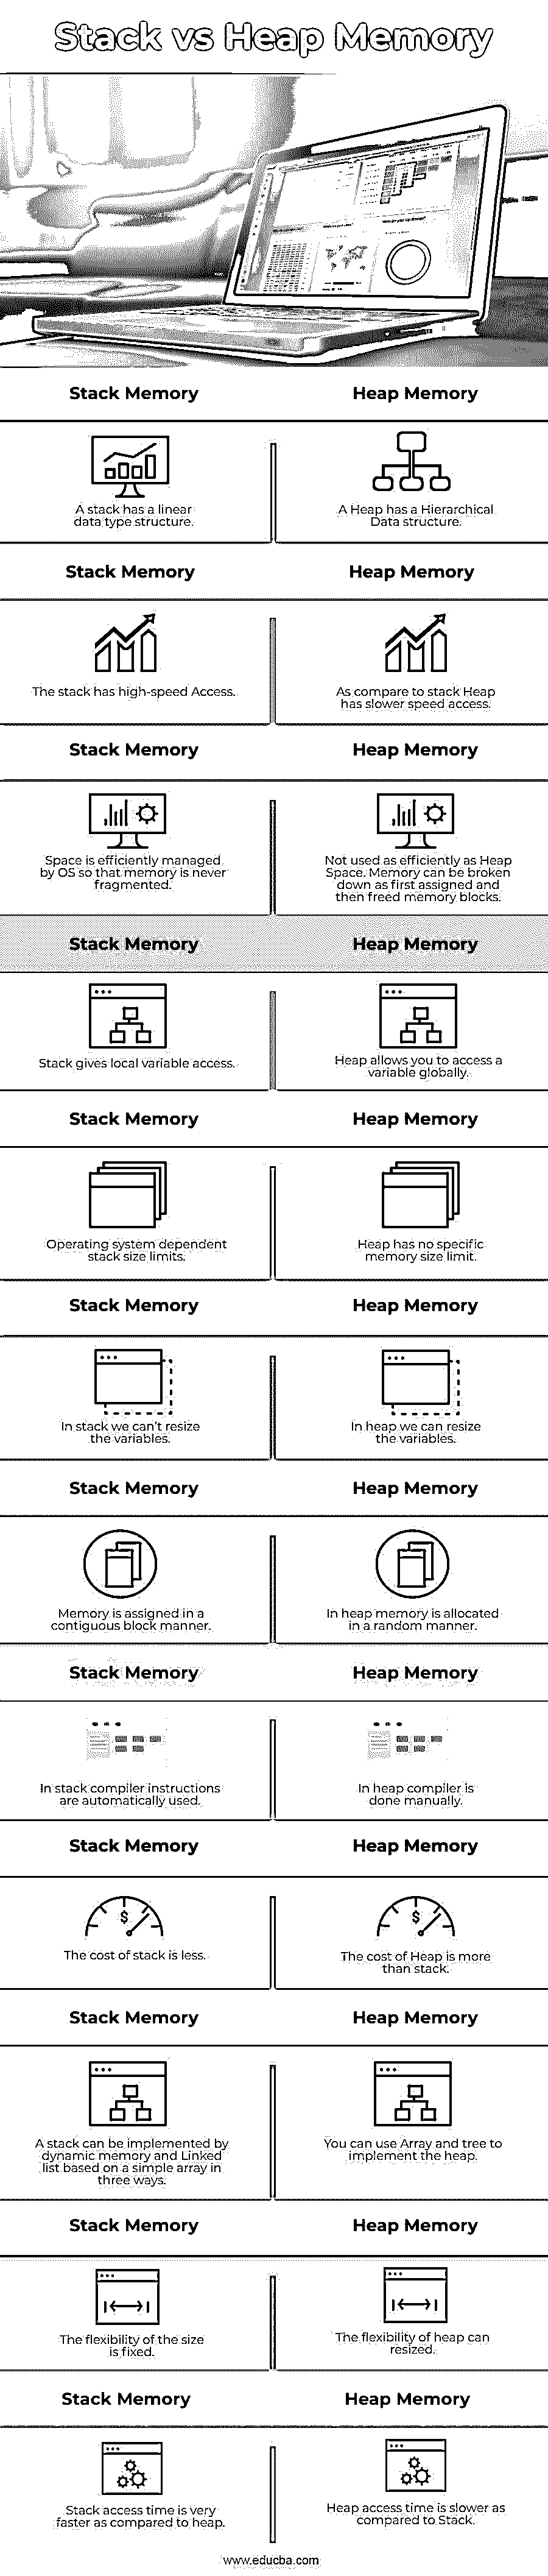 Stack vs Heap Memory
Stack Memory
Heap Memory
A stack has a linear
data type structure.
A Heap has a Hierarchical
Data structure.
Stack Memory
Heap Memory
The stack has high-speed Access.
As compare to stack Heap
has slower speed access.
Stack Memory
Heap Memory
Space is efficiently managed
by OS so that memory is never
fragmented.
Not used as efficiently as Heap
Space. Memory can be broken
down as first assigned and
then freed memory blocks.
Stack Memory
Heap Memory
Stack gives local variable access.
Heap allows you to access a
variable globally.
Stack Memory
Heap Memory
Operating system dependent
stack size limits.
Heap has no specific
memory size limit.
Stack Memory
Heap Memory
In stack we can't resize
the variables.
In heap we can resize
the variables.
Stack Memory
Heap Memory
Memory is assigned in a
contiguous block manner.
In heap memory is allocated
in a random manner.
Stack Memory
Heap Memory
In stack compiler instructions
are automatically used.
In heap compiler is
done manually.
Stack Memory
Heap Memory
$
The cost of stack is less.
$
The cost of Heap is more
than stack.
Stack Memory
Heap Memory
A stack can be implemented by
dynamic memory and Linked
list based on a simple array in
three ways.
You can use Array and tree to
implement the heap.
Stack Memory
Heap Memory
The flexibility of the size
is fixed.
The flexibility of heap can
resized.
Stack Memory
Heap Memory
Stack access time is very
faster as compared to heap.
Heap access time is slower as
compared to Stack.
www.educba.com